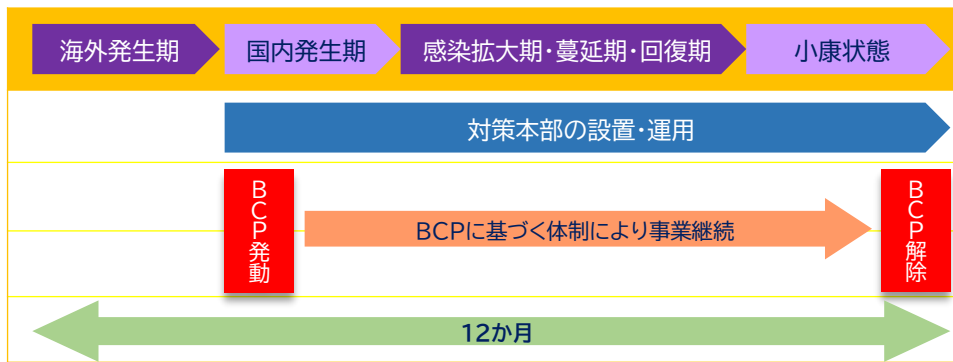 海外発生期
国内発生期
感染拡大期・蔓延期・回復期
小康状態
対策本部の設置・運用
BCP発動
BCPに基づく体制により事業継続
BCP解除
12か月